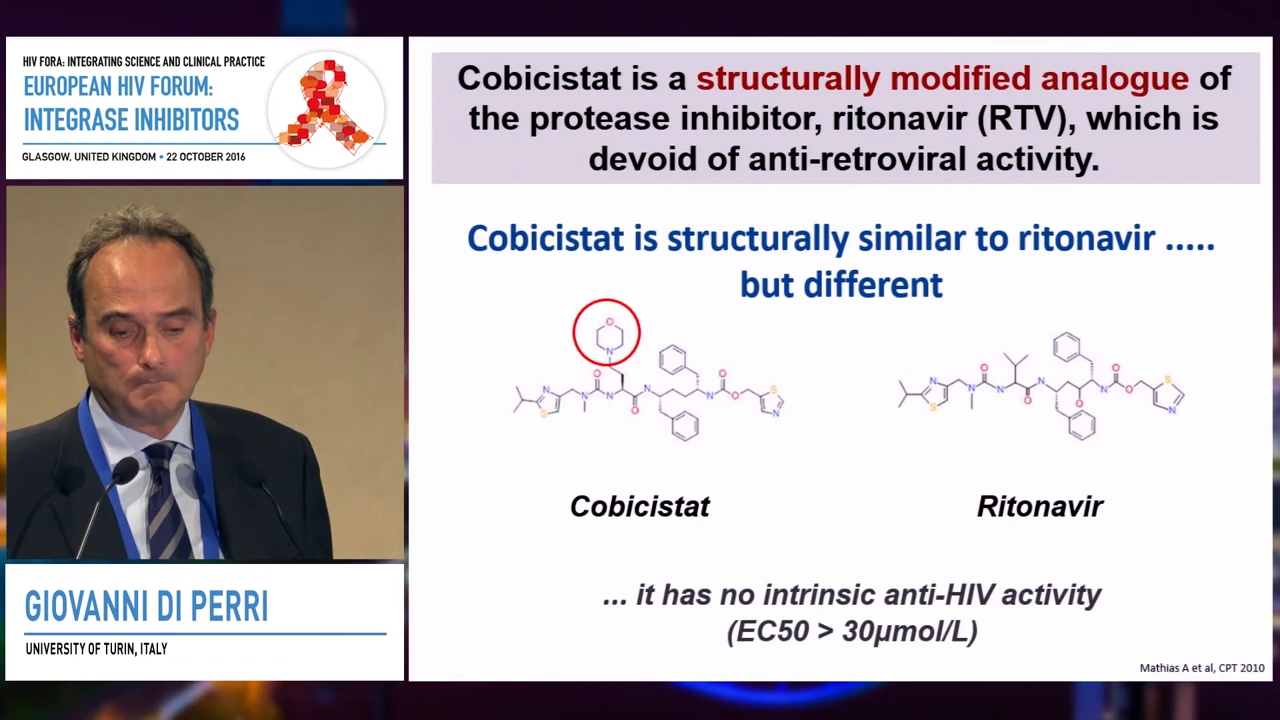 HIV FORA: INTEGRATING SCIENCE AND CLINICAL PRACTICE
EUROPEAN HIV FORUM:
INTEGRASE INHIBITORS
GLASGOW, UNITED KINGDOM • 22 OCTOBER 2016
GIOVANNI DI PERRI
UNIVERSITY OF TURIN, ITALY
Cobicistat is a structurally modified analogue of
the protease inhibitor, ritonavir (RTV), which is
devoid of anti-retroviral activity.
Cobicistat is structurally similar to ritonavir .....
but different
Cobicistat
Ritonavir
... it has no intrinsic anti-HIV activity
(EC50 > 30µmol/L)
Mathias A et al, CPT 2010